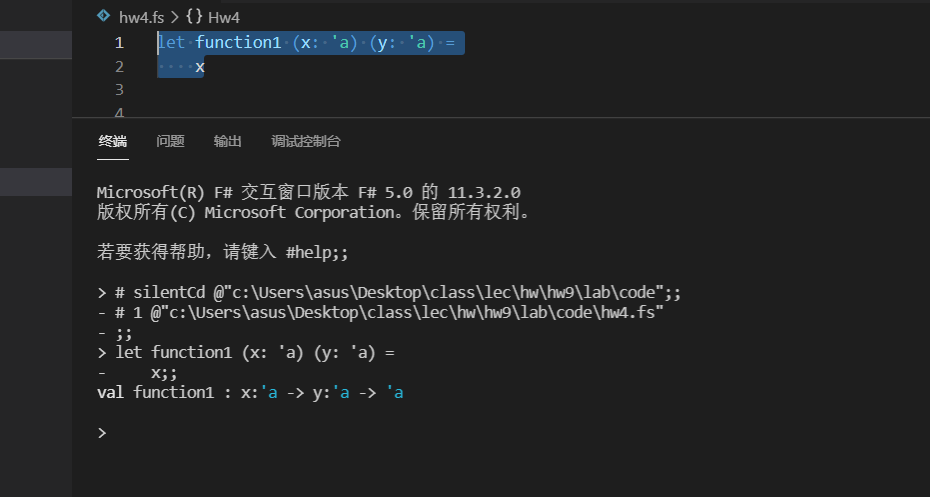 hw4.fs > {} Hw4
1 let function1 (x: 'a) (y: 'a) =
2     x
3
4
终端 问题 输出 调试控制台
Microsoft(R) F# 交互窗口版本 F# 5.0 的 11.3.2.0
版权所有(C) Microsoft Corporation。保留所有权利。
若要获得帮助，请键入 #help;;
> # silentCd @"c:\Users\asus\Desktop\class\lec\hw\hw9\lab\code";;
- # 1 @"c:\Users\asus\Desktop\class\lec\hw\hw9\lab\code\hw4.fs"
- ;;
> let function1 (x: 'a) (y: 'a) =
-     x;;
val function1 : x:'a -> y:'a -> 'a
>